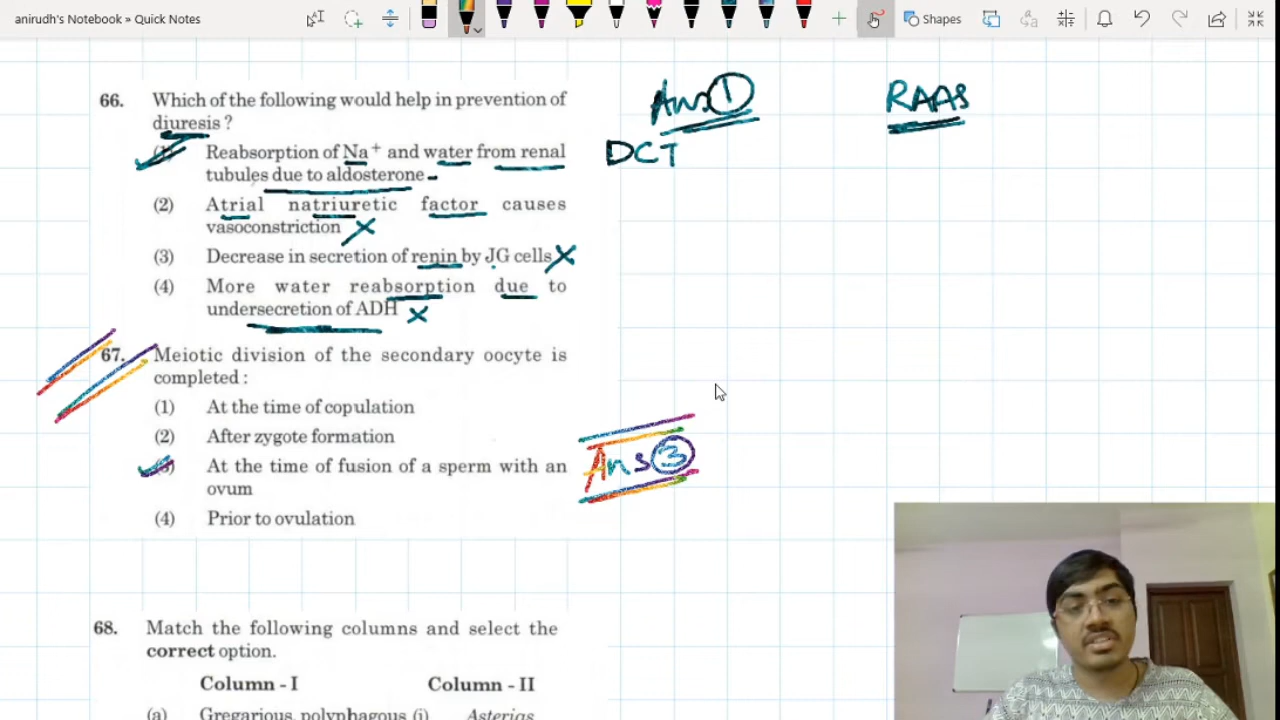 anirudh's Notebook » Quick Notes
Shapes
66. Which of the following would help in prevention of
diuresis ?
(1) Reabsorption of Na+ and water from renal
tubules due to aldosterone
(2) Atrial natriuretic factor causes
vasoconstriction
(3) Decrease in secretion of renin by JG cells
(4) More water reabsorption due to
undersecretion of ADH
Ans 1
DCT
RAAS
67. Meiotic division of the secondary oocyte is
completed :
(1) At the time of copulation
(2) After zygote formation
(3) At the time of fusion of a sperm with an
ovum
(4) Prior to ovulation
Ans 3
68. Match the following columns and select the
correct option.
Column - I Column - II
(a) Gregarious, polyphagous (i) Asterias